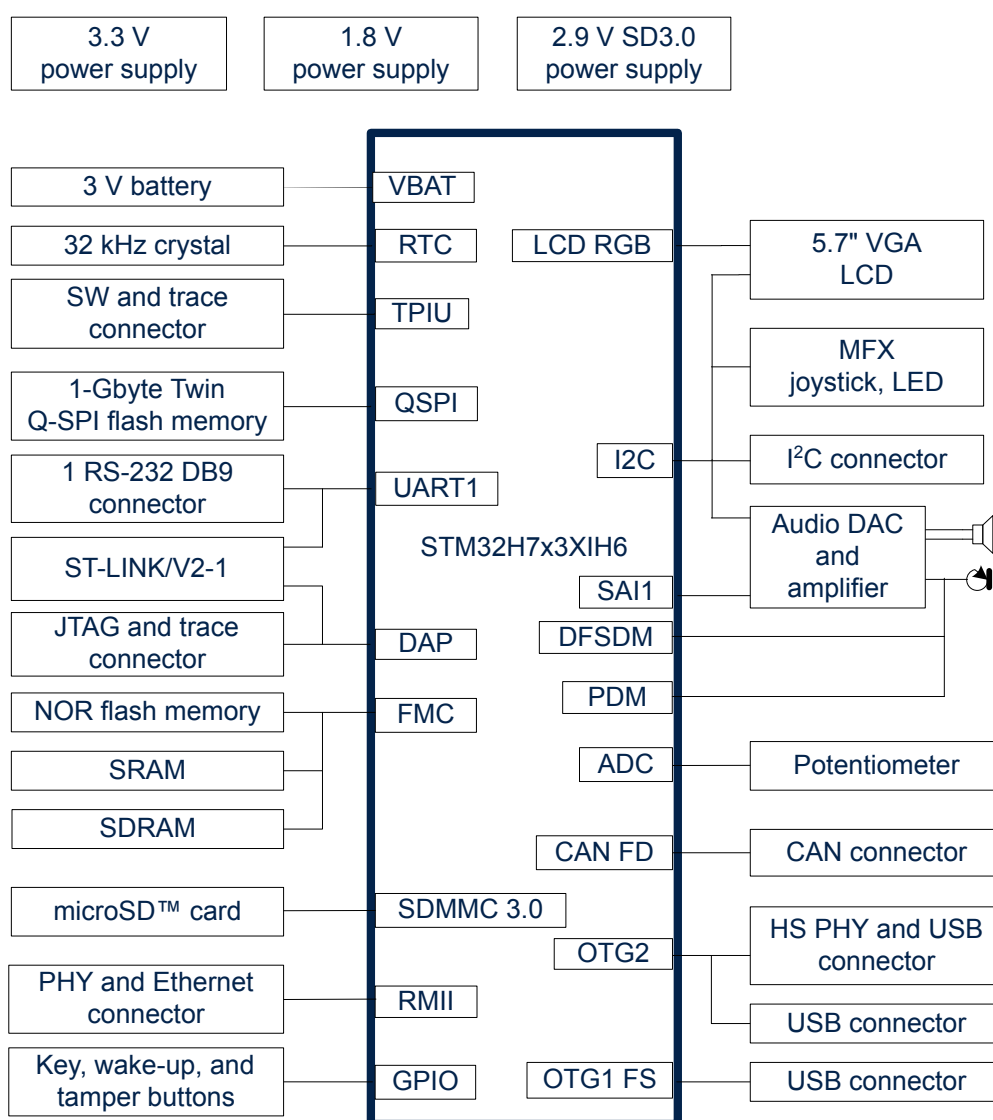 3.3 V
power supply
1.8 V
power supply
2.9 V SD3.0
power supply
3 V battery
32 kHz crystal
SW and trace
connector
1-Gbyte Twin
Q-SPI flash memory
1 RS-232 DB9
connector
ST-LINK/V2-1
JTAG and trace
connector
NOR flash memory
SRAM
SDRAM
microSD™ card
PHY and Ethernet
connector
Key, wake-up, and
tamper buttons
VBAT
RTC
TPIU
QSPI
UART1
DAP
FMC
SDMMC 3.0
RMII
GPIO
STM32H7x3XIH6
LCD RGB
I2C
SAI1
DFSDM
PDM
ADC
CAN FD
OTG2
OTG1 FS
5.7" VGA
LCD
MFX
joystick, LED
I²C connector
Audio DAC
and
amplifier
Potentiometer
CAN connector
HS PHY and USB
connector
USB connector
USB connector